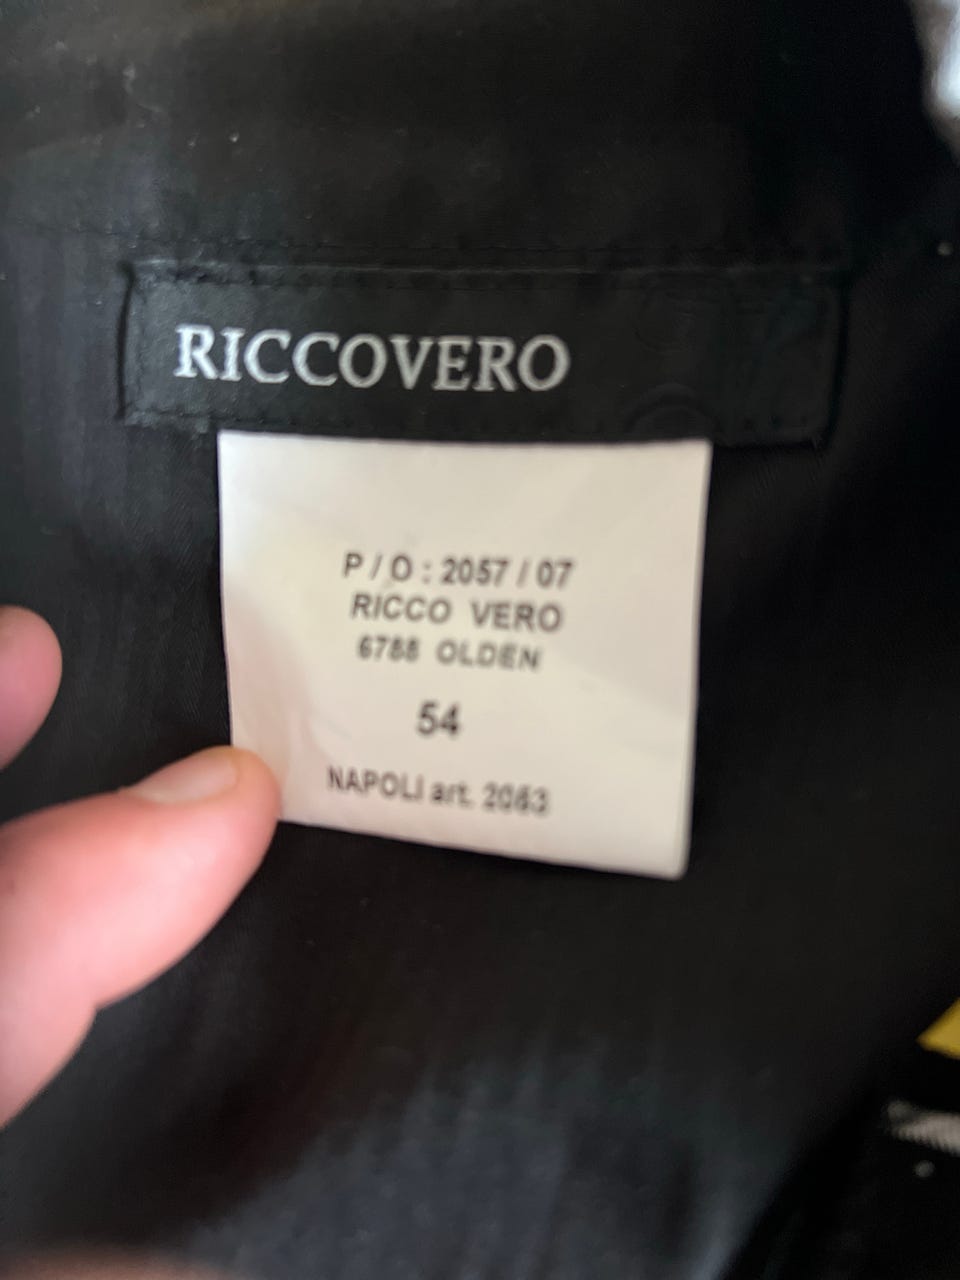 RICCOVERO
P / O : 2057 / 07
RICCO VERO
6788 OLDEN
54
NAPOLI art. 2063